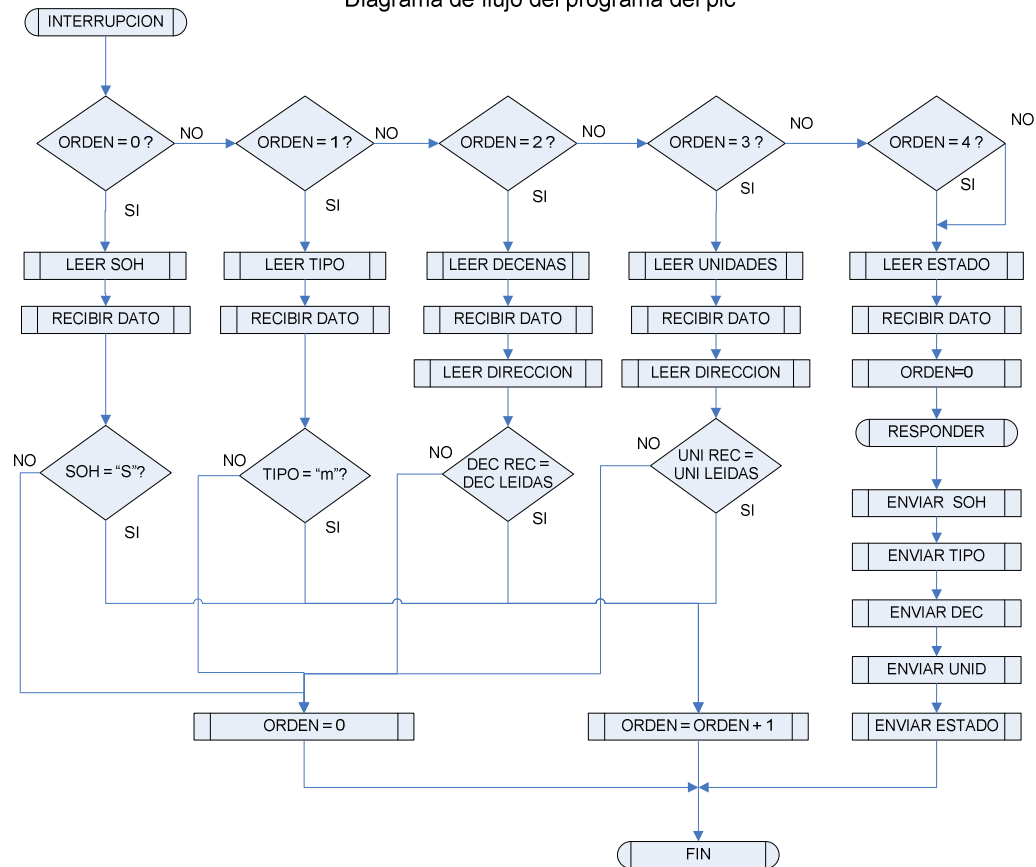 Diagrama de flujo del programa del pic
INTERRUPCION
ORDEN = 0 ?
NO
ORDEN = 1 ?
NO
ORDEN = 2 ?
NO
ORDEN = 3 ?
NO
ORDEN = 4 ?
NO
SI
SI
SI
SI
SI
LEER SOH
LEER TIPO
LEER DECENAS
LEER UNIDADES
LEER ESTADO
RECIBIR DATO
RECIBIR DATO
RECIBIR DATO
RECIBIR DATO
RECIBIR DATO
LEER DIRECCION
LEER DIRECCION
ORDEN=0
RESPONDER
NO
SOH = “S”?
NO
TIPO = “m”?
NO
DEC REC =
DEC LEIDAS
NO
UNI REC =
UNI LEIDAS
SI
SI
SI
SI
ENVIAR SOH
ENVIAR TIPO
ENVIAR DEC
ENVIAR UNID
ORDEN = 0
ORDEN = ORDEN + 1
ENVIAR ESTADO
FIN